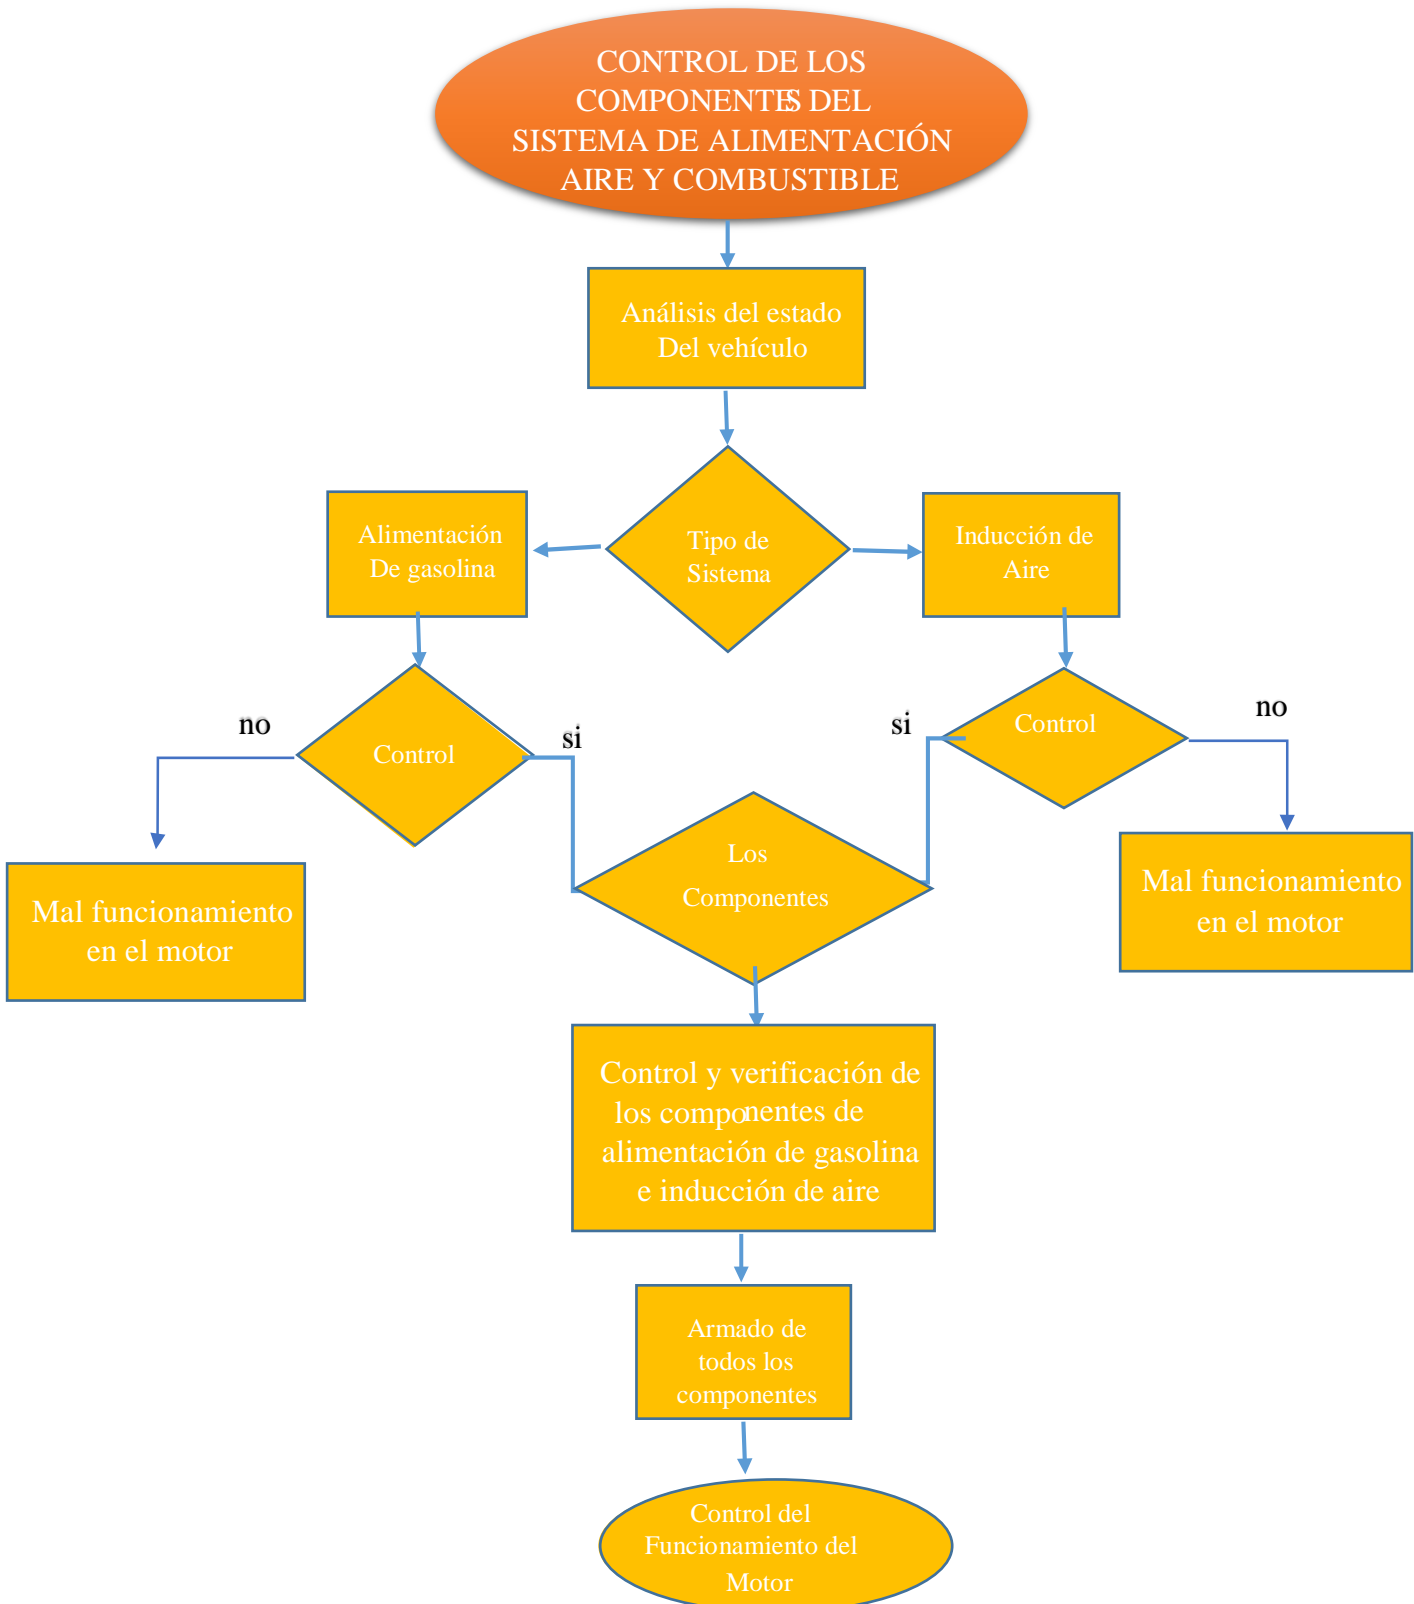 CONTROL DE LOS
COMPONENTES DEL
SISTEMA DE ALIMENTACIÓN
AIRE Y COMBUSTIBLE
Análisis del estado
Del vehículo
Alimentación
De gasolina
Tipo de
Sistema
Inducción de
Aire
no
Control
si
si
Control
no
Los
Componentes
Mal funcionamiento
en el motor
Mal funcionamiento
en el motor
Control y verificación de
los componentes de
alimentación de gasolina
e inducción de aire
Armado de
todos los
componentes
Control del
Funcionamiento del
Motor